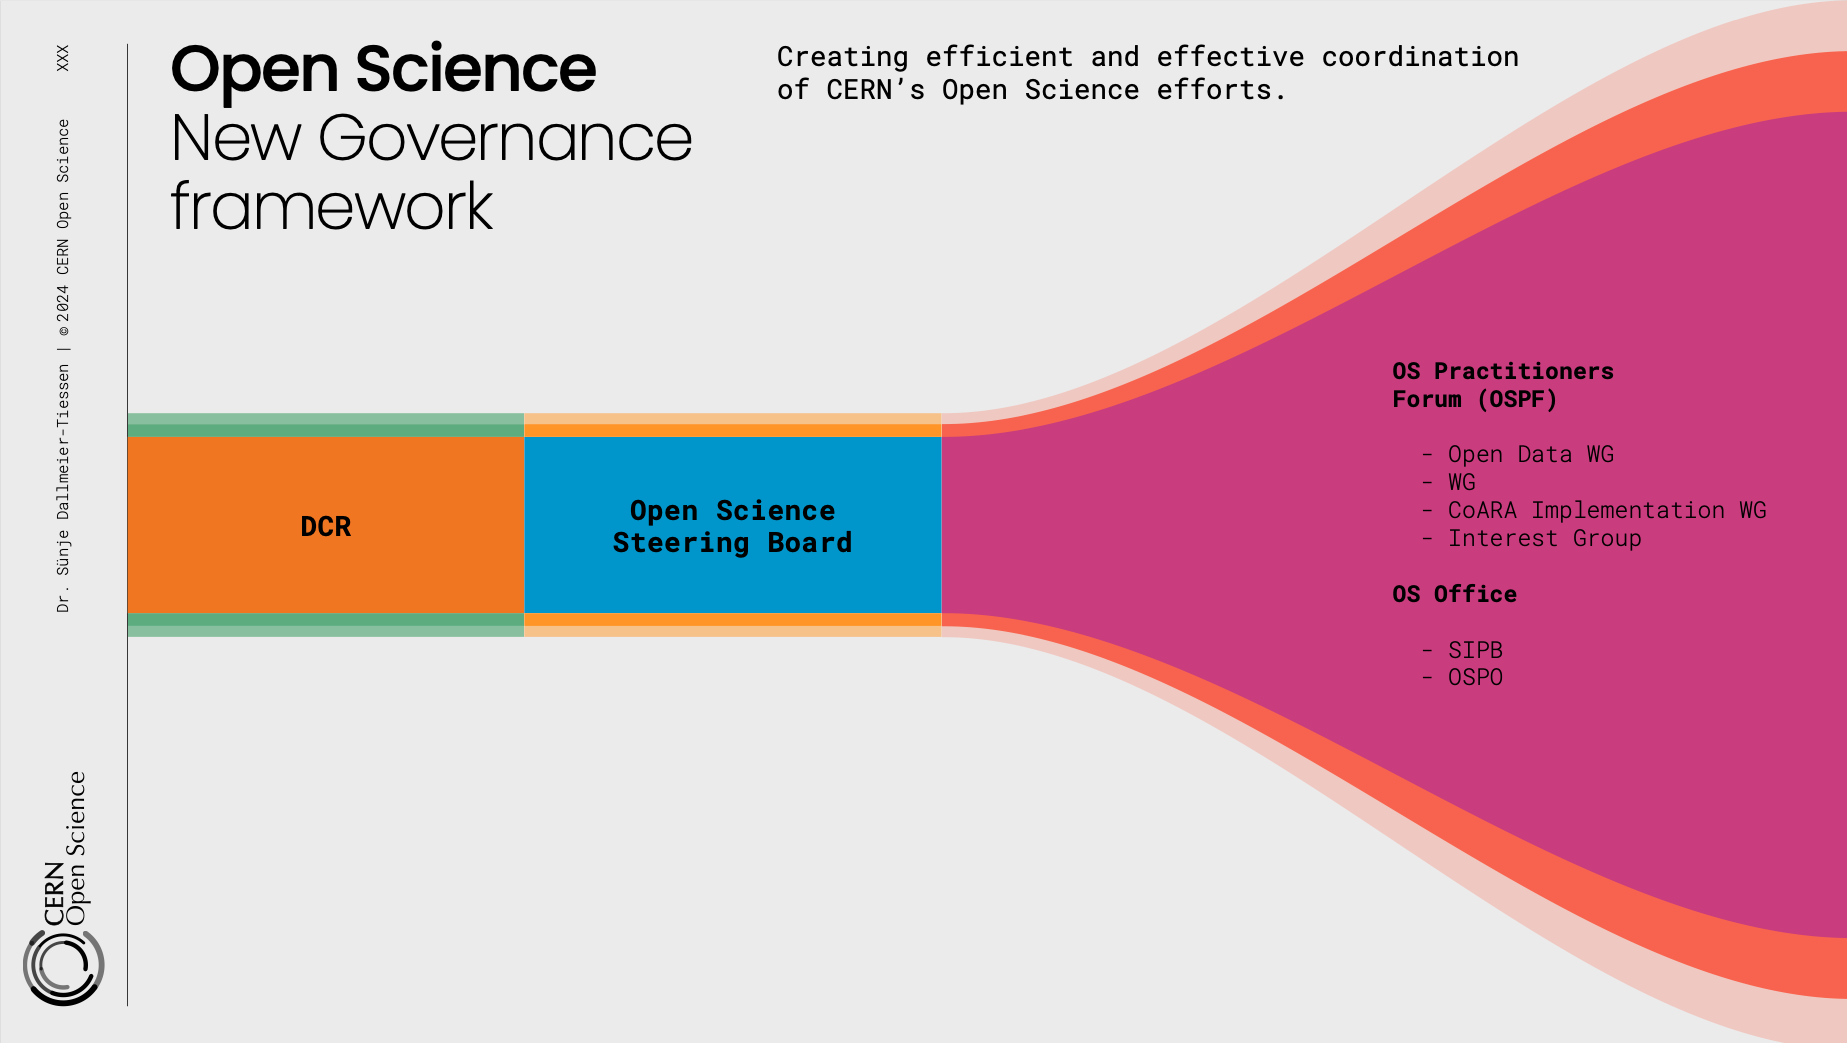 Open Science
New Governance
framework
Creating efficient and effective coordination
of CERN’s Open Science efforts.
DCR
Open Science
Steering Board
OS Practitioners
Forum (OSPF)
- Open Data WG
- WG
- CoARA Implementation WG
- Interest Group
OS Office
- SIPB
- OSPO
Dr. Sünje Dallmeier-Tiessen | © 2024 CERN Open Science XXX
CERN
Open Science